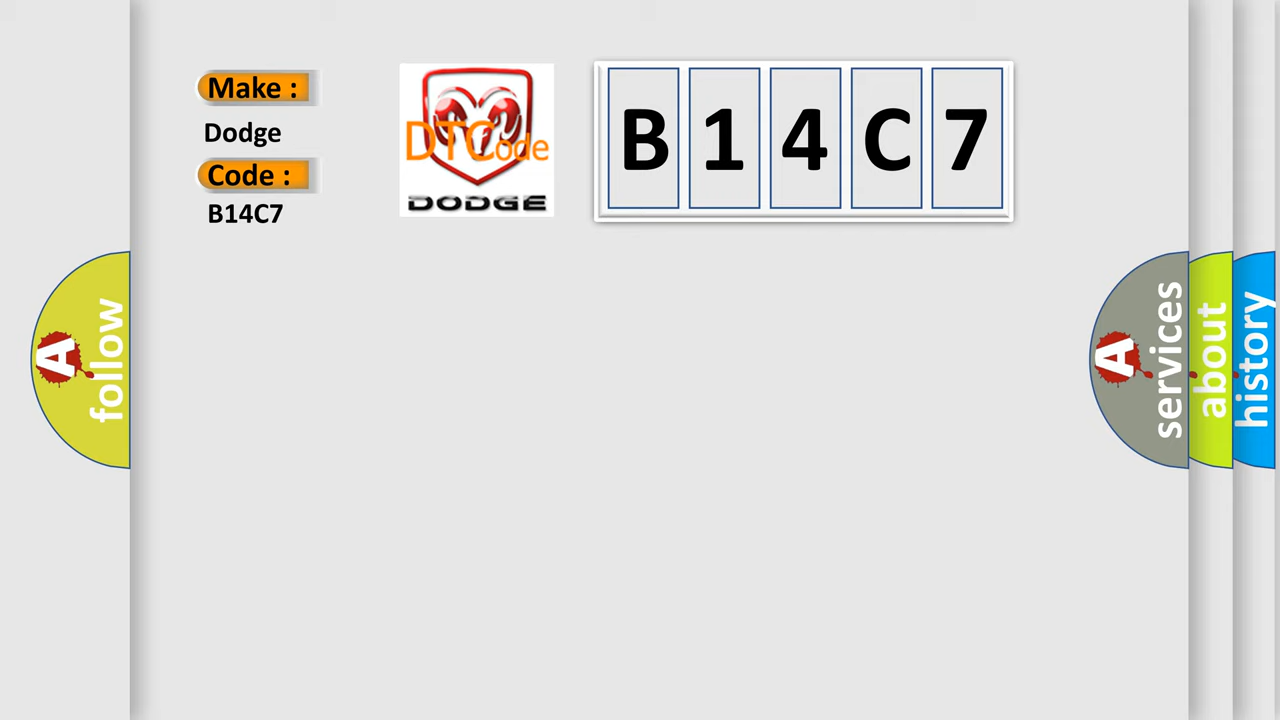 Make :
Dodge
Code :
B14C7
DTCode
DODGE
B 1 4 C 7
A follow
A services
about
history